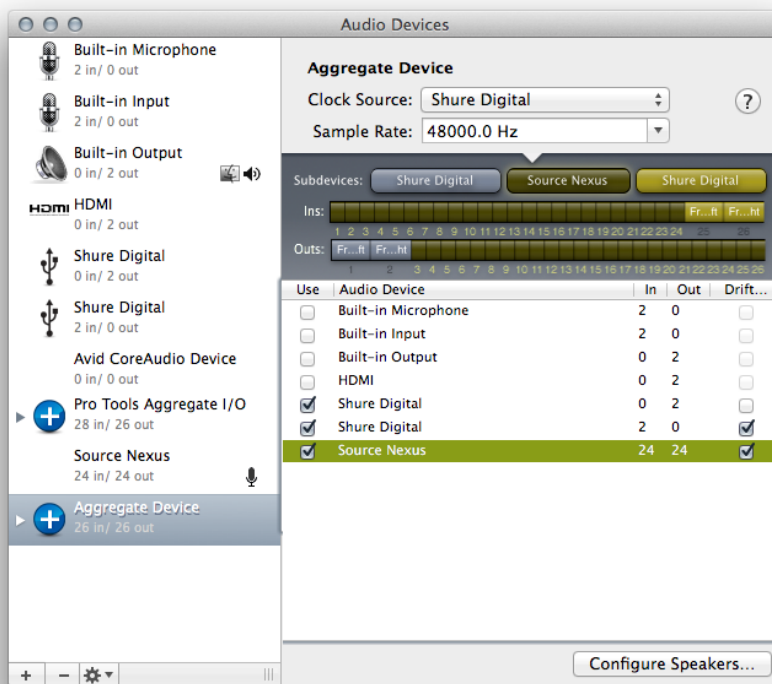 Audio Devices
Built-in Microphone
2 in/ 0 out
Built-in Input
2 in/ 0 out
Built-in Output
0 in/ 2 out
HDMI HDMI
0 in/ 2 out
Shure Digital
0 in/ 2 out
Shure Digital
2 in/ 0 out
Avid CoreAudio Device
0 in/ 0 out
Pro Tools Aggregate I/O
28 in/ 26 out
Source Nexus
24 in/ 24 out
Aggregate Device
26 in/ 26 out
Aggregate Device
Clock Source: Shure Digital
?
Sample Rate: 48000.0 Hz
Subdevices: Shure Digital Source Nexus Shure Digital
Ins: Fr...ft Fr...ht
1 2 3 4 5 6 7 8 9 10 11 12 13 14 15 16 17 18 19 20 21 22 23 24 25 26
Outs: Fr...ft Fr...ht
1 2 3 4 5 6 7 8 9 10 11 12 13 14 15 16 17 18 19 20 21 22 23 24 25 26
Use Audio Device In Out Drift...
Built-in Microphone 2 0
Built-in Input 2 0
Built-in Output 0 2
HDMI 0 2
Shure Digital 0 2
Shure Digital 2 0
Source Nexus 24 24
Configure Speakers...